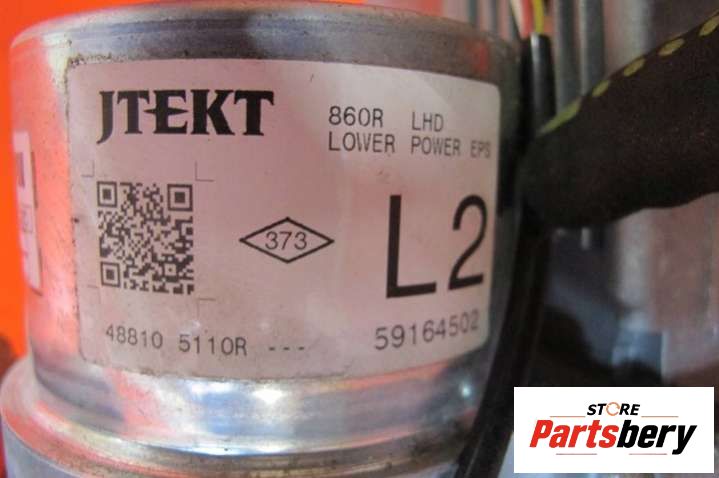 JTEKT
860R LHD
LOWER POWER EPS
373
L2
48810 5110R ---
59164502
STORE
Partsbery